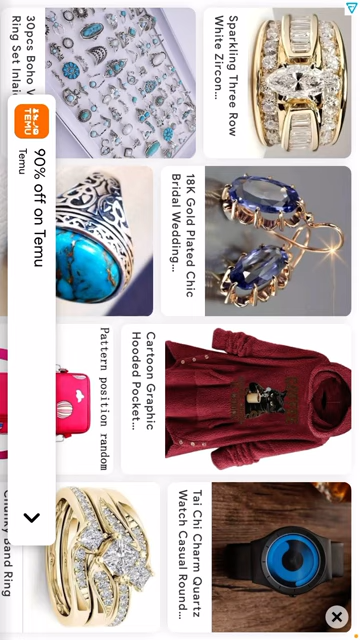 Sparkling Three Row
White Zircon...
30pcs Boho
Ring Set Inlai
TEMU
90% off on Temu
Temu
18K Gold Plated Chic
Bridal Wedding...
Cartoon Graphic
Hooded Pocket...
Pattern position random
Tai Chi Charm Quartz
Watch Casual Round...
Chunky Band Ring